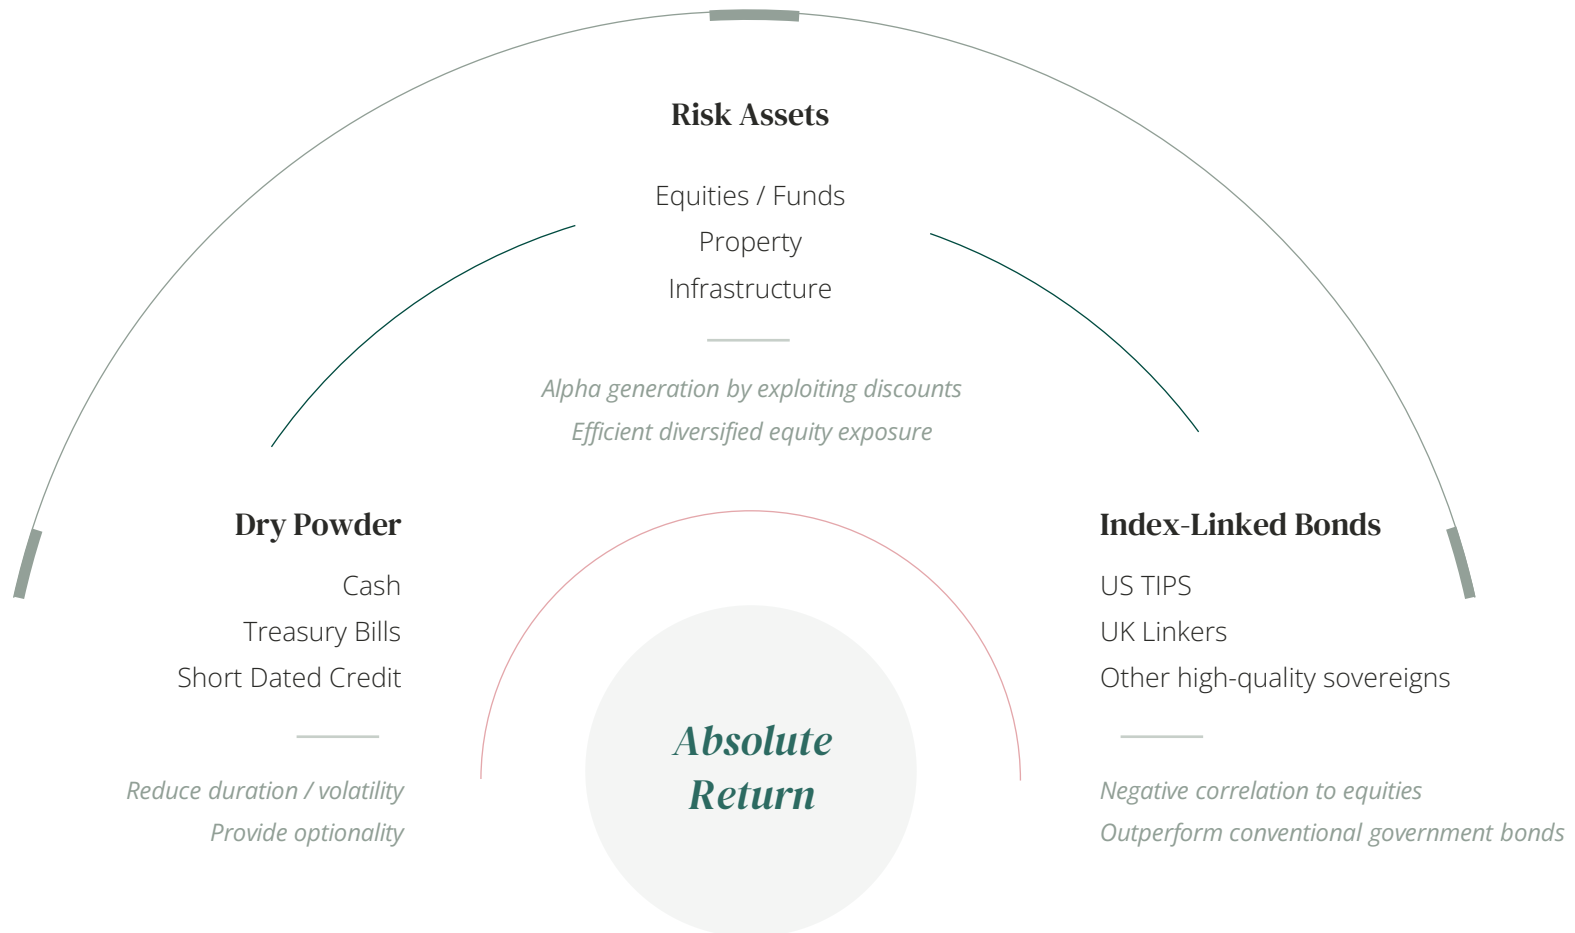 Risk Assets
Equities / Funds
Property
Infrastructure
Alpha generation by exploiting discounts
Efficient diversified equity exposure
Dry Powder
Cash
Treasury Bills
Short Dated Credit
Reduce duration / volatility
Provide optionality
Absolute
Return
Index-Linked Bonds
US TIPS
UK Linkers
Other high-quality sovereigns
Negative correlation to equities
Outperform conventional government bonds